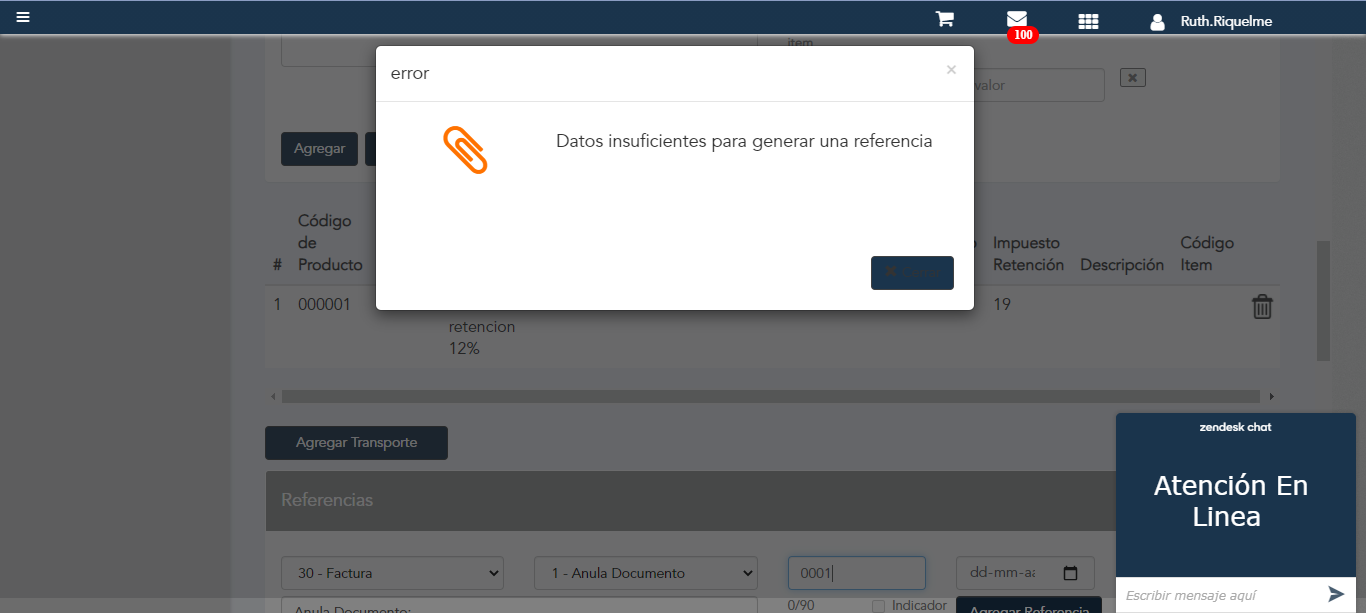 Ruth.Riquelme
100
item
error
×
valor
Datos insuficientes para generar una referencia
Agregar
Código de Producto
#
Impuesto Retención
Descripción
Código Item
1
000001
retencion 12%
19
Agregar Transporte
Referencias
30 - Factura
1 - Anula Documento
0001
dd-mm-aa
Anula Documento:
0/90
Indicador
Agregar Referencia
zendesk chat
Atención En
Linea
Escribir mensaje aquí